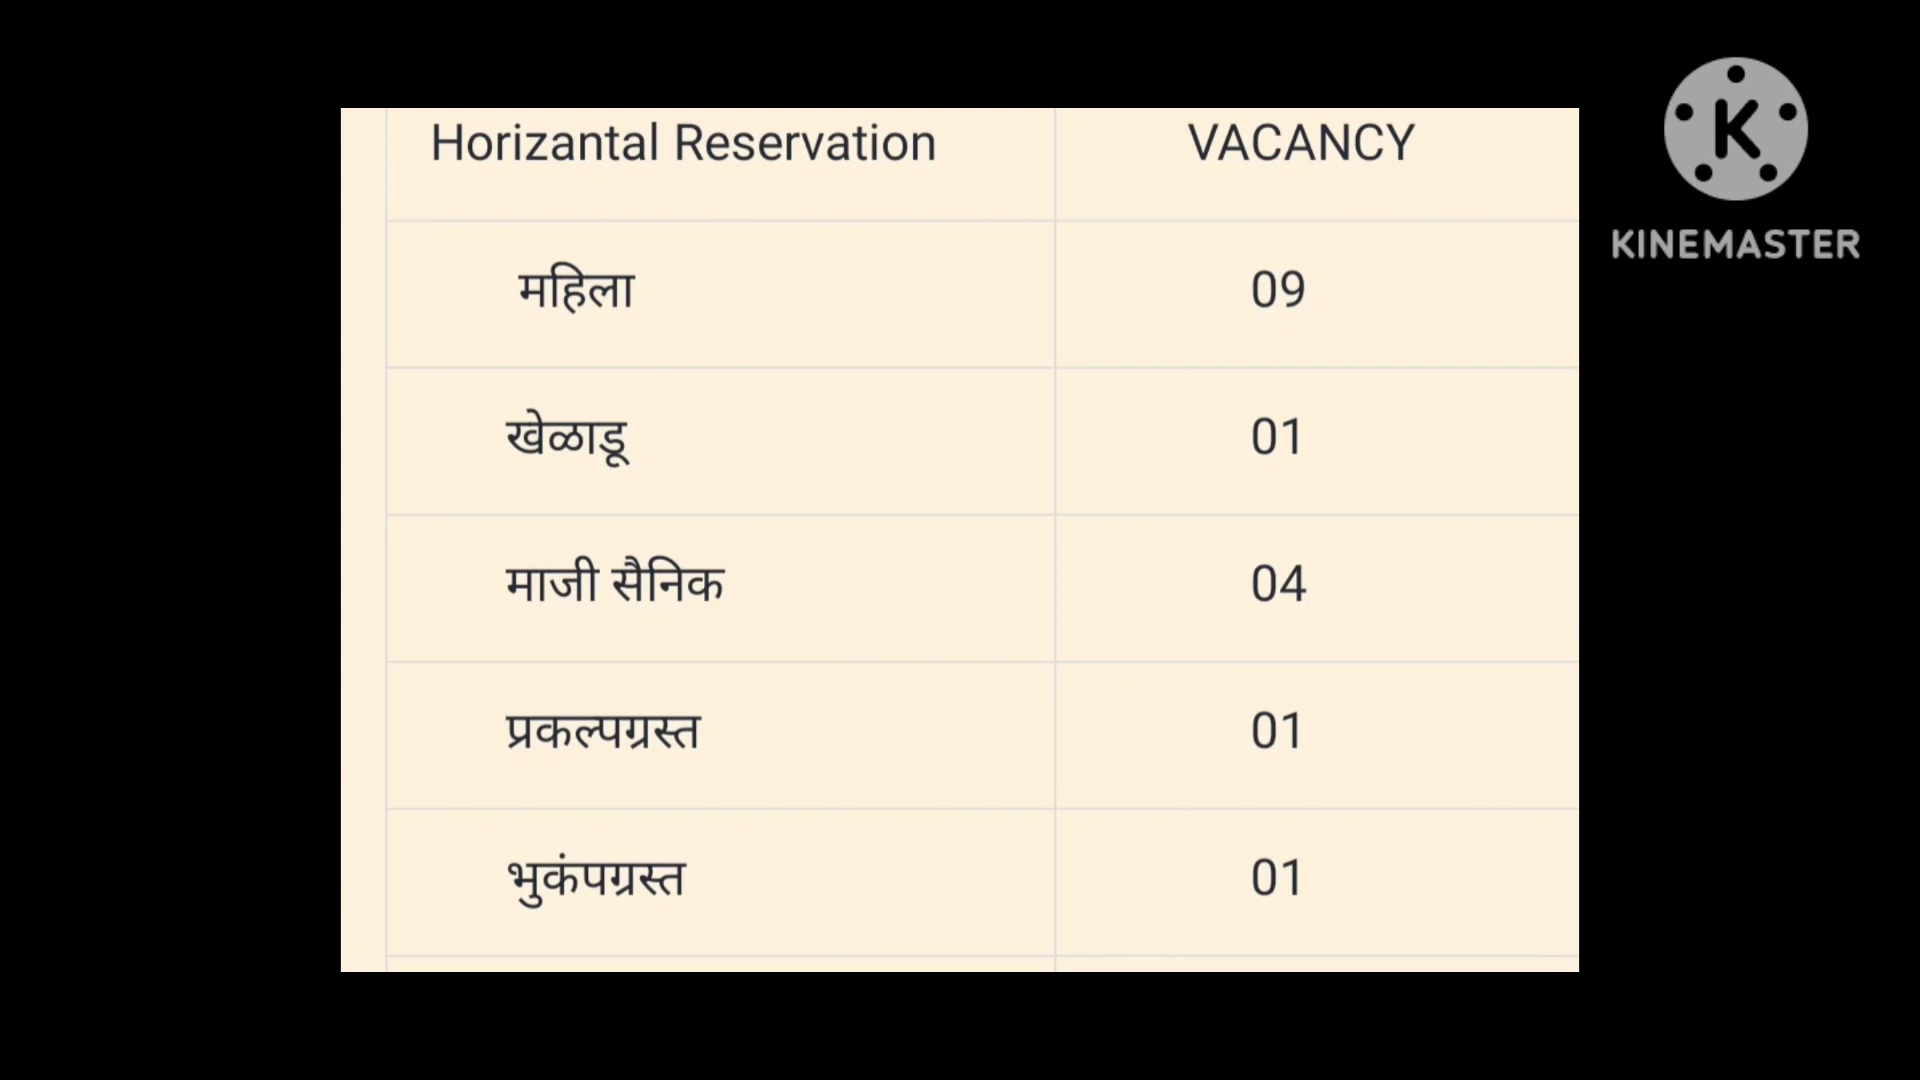 Horizantal Reservation VACANCY
महिला 09
खेळाडू 01
माजी सैनिक 04
प्रकल्पग्रस्त 01
भुकंपग्रस्त 01
K
KINEMASTER